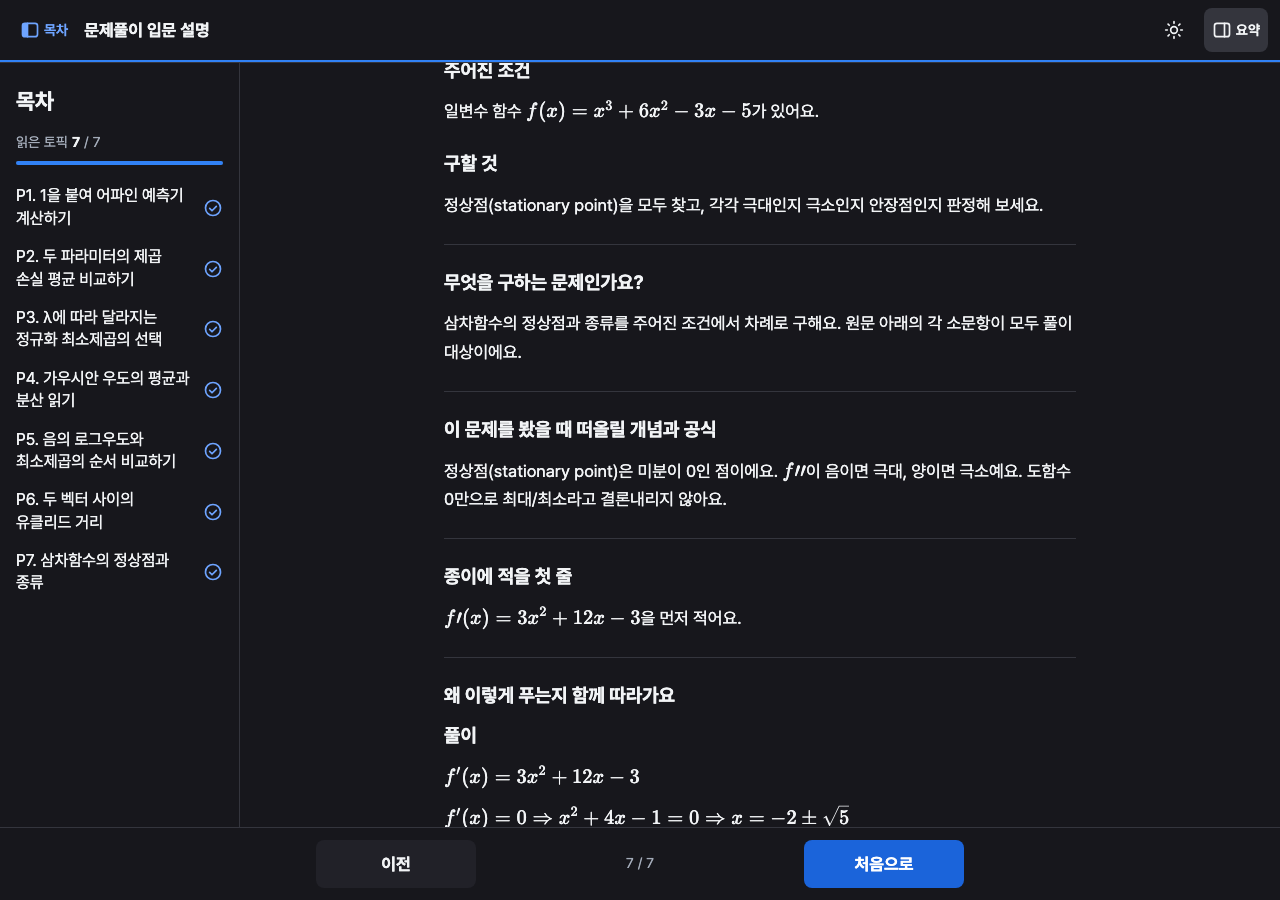 목차
문제풀이 입문 설명
요약
목차
읽은 토픽 7 / 7
P1. 1을 붙여 어파인 예측기
계산하기
P2. 두 파라미터의 제곱
손실 평균 비교하기
P3. λ에 따라 달라지는
정규화 최소제곱의 선택
P4. 가우시안 우도의 평균과
분산 읽기
P5. 음의 로그우도와
최소제곱의 순서 비교하기
P6. 두 벡터 사이의
유클리드 거리
P7. 삼차함수의 정상점과
종류
주어진 조건
일변수 함수 f(x) = x³ + 6x² − 3x − 5가 있어요.
구할 것
정상점(stationary point)을 모두 찾고, 각각 극대인지 극소인지 안장점인지 판정해 보세요.
무엇을 구하는 문제인가요?
삼차함수의 정상점과 종류를 주어진 조건에서 차례로 구해요. 원문 아래의 각 소문항이 모두 풀이
대상이에요.
이 문제를 봤을 때 떠올릴 개념과 공식
정상점(stationary point)은 미분이 0인 점이에요. f′′이 음이면 극대, 양이면 극소예요. 도함수
0만으로 최대/최소라고 결론내리지 않아요.
종이에 적을 첫 줄
f′(x) = 3x² + 12x − 3을 먼저 적어요.
왜 이렇게 푸는지 함께 따라가요
풀이
f′(x) = 3x² + 12x − 3
f′(x) = 0 ⇒ x² + 4x − 1 = 0 ⇒ x = −2 ± √5
이전
7 / 7
처음으로